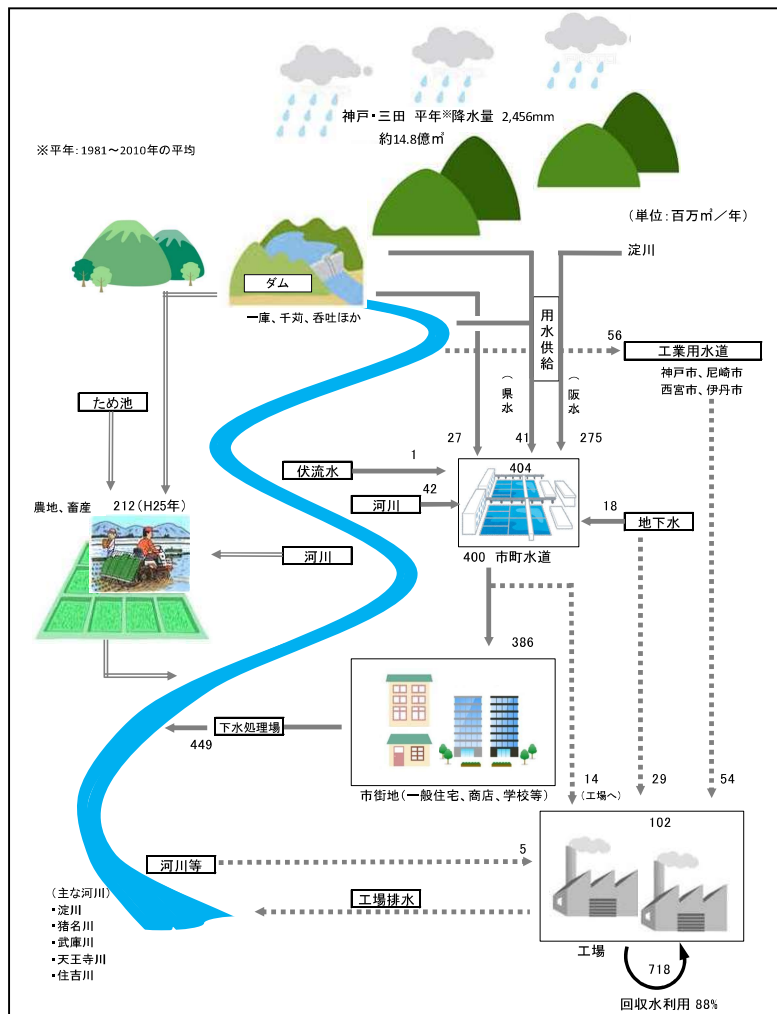 神戸・三田 平年※降水量 2,456mm
約14.8億㎥
※平年：1981～2010年の平均
（単位：百万㎥／年）
淀川
ダム
一庫、千苅、呑吐ほか
用水供給
56
工業用水道
神戸市、尼崎市
西宮市、伊丹市
（県水
（阪水
ため池
27
41
275
1
伏流水
404
42
河川
18
地下水
農地、畜産
212（H25年）
河川
400 市町水道
386
下水処理場
449
市街地（一般住宅、商店、学校等）
14
（工場へ）
29
54
102
5
河川等
工場排水
（主な河川）
・淀川
・猪名川
・武庫川
・天王寺川
・住吉川
工場
718
回収水利用 88%